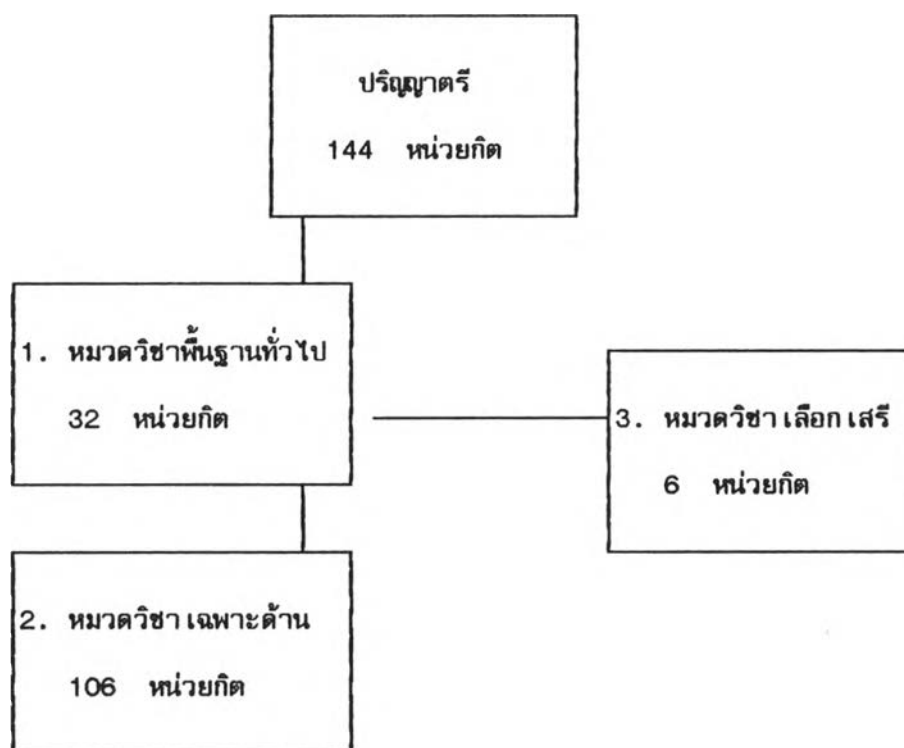 ปริญญาตรี
144 หน่วยกิต
1. หมวดวิชาพื้นฐานทั่วไป
32 หน่วยกิต
3. หมวดวิชาเลือกเสรี
6 หน่วยกิต
2. หมวดวิชาเฉพาะด้าน
106 หน่วยกิต